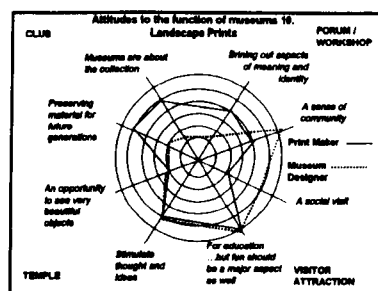 Attitudes to the function of museums 10.
Landscape Prints
CLUB
FORUM /
WORKSHOP
Museums are about
the collection
Brining out aspects
of meaning and
identity
Preserving
material for
future
generations
A sense of
community
Print Maker
Museum
Designer
An opportunity
to see very
beautiful
objects
A social visit
Stimulate
thought and
ideas
For education
...but fun should
be a major aspect
as well
TEMPLE
VISITOR
ATTRACTION